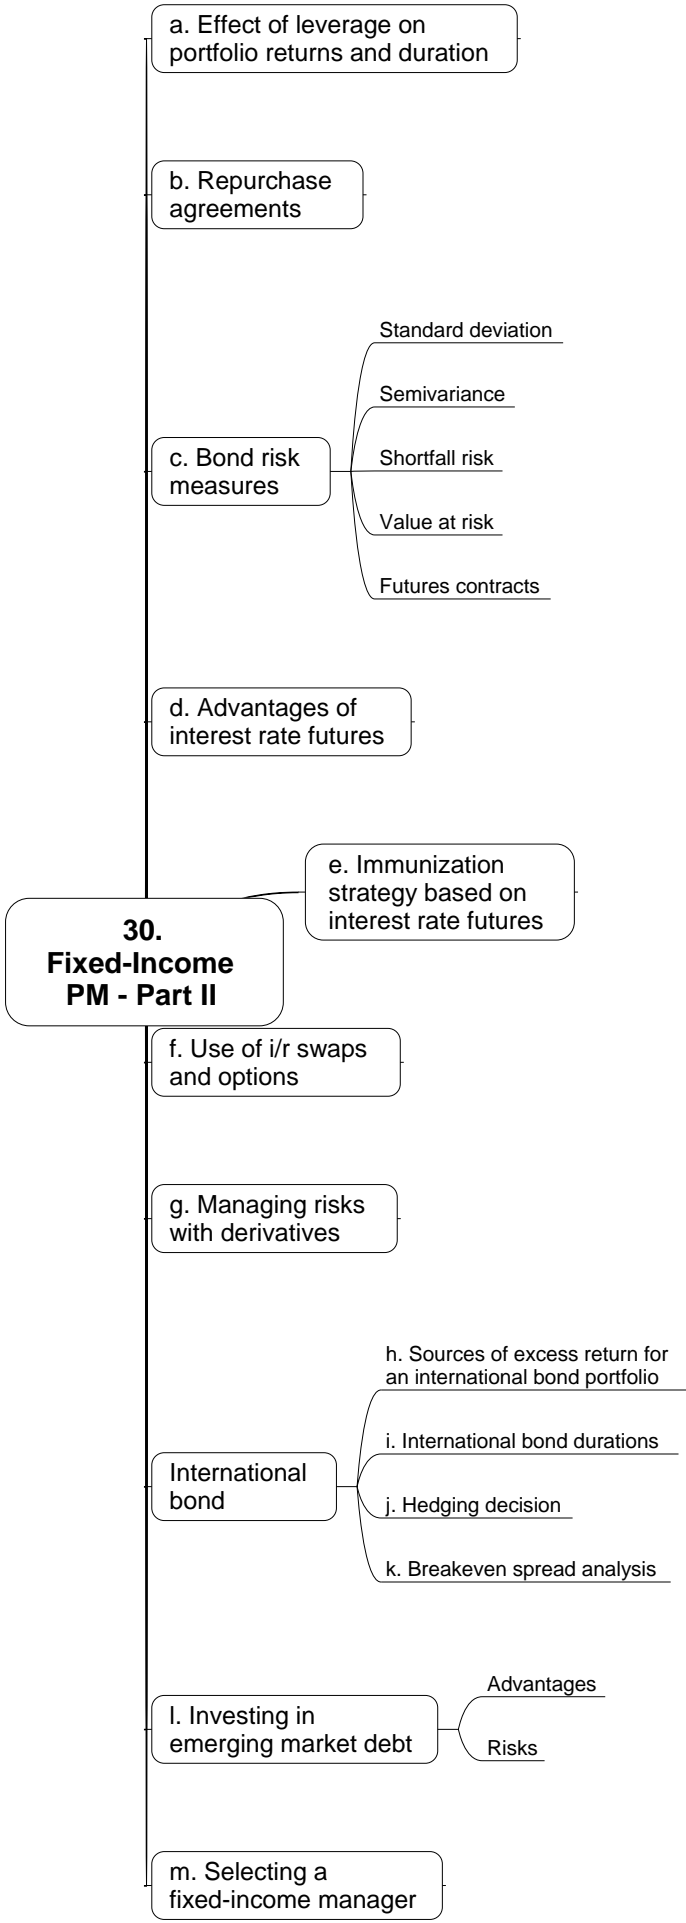 a. Effect of leverage on
portfolio returns and duration
b. Repurchase
agreements
c. Bond risk
measures
Standard deviation
Semivariance
Shortfall risk
Value at risk
Futures contracts
d. Advantages of
interest rate futures
e. Immunization
strategy based on
interest rate futures
30.
Fixed-Income
PM - Part II
f. Use of i/r swaps
and options
g. Managing risks
with derivatives
International
bond
h. Sources of excess return for
an international bond portfolio
i. International bond durations
j. Hedging decision
k. Breakeven spread analysis
l. Investing in
emerging market debt
Advantages
Risks
m. Selecting a
fixed-income manager